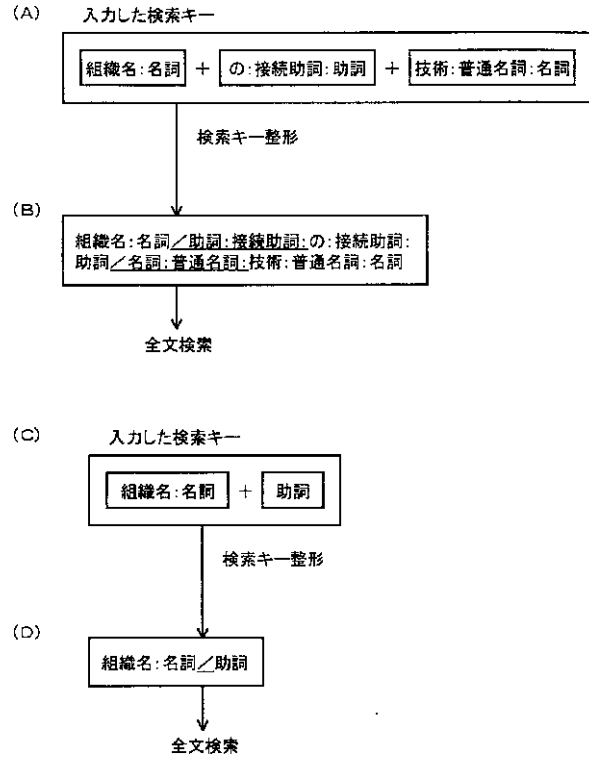 (A) 入力した検索キー
組織名:名詞 + の:接続助詞:助詞 + 技術:普通名詞:名詞
検索キー整形
(B)
組織名:名詞／助詞:接続助詞:の:接続助詞:
助詞／名詞:普通名詞:技術:普通名詞:名詞
全文検索
(C) 入力した検索キー
組織名:名詞 + 助詞
検索キー整形
(D)
組織名:名詞／助詞
全文検索